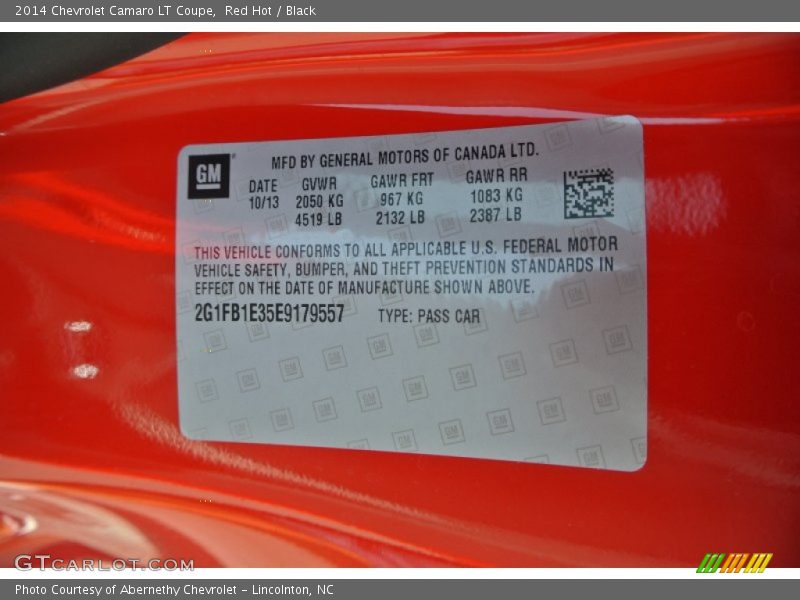 2014 Chevrolet Camaro LT Coupe,  Red Hot / Black
GM
MFD BY GENERAL MOTORS OF CANADA LTD.
DATE GVWR GAWR FRT GAWR RR
10/13 2050 KG 967 KG 1083 KG
4519 LB 2132 LB 2387 LB
THIS VEHICLE CONFORMS TO ALL APPLICABLE U.S. FEDERAL MOTOR
VEHICLE SAFETY, BUMPER, AND THEFT PREVENTION STANDARDS IN
EFFECT ON THE DATE OF MANUFACTURE SHOWN ABOVE.
2G1FB1E35E9179557 TYPE: PASS CAR
GTCARLOT.COM
Photo Courtesy of Abernethy Chevrolet – Lincolnton, NC